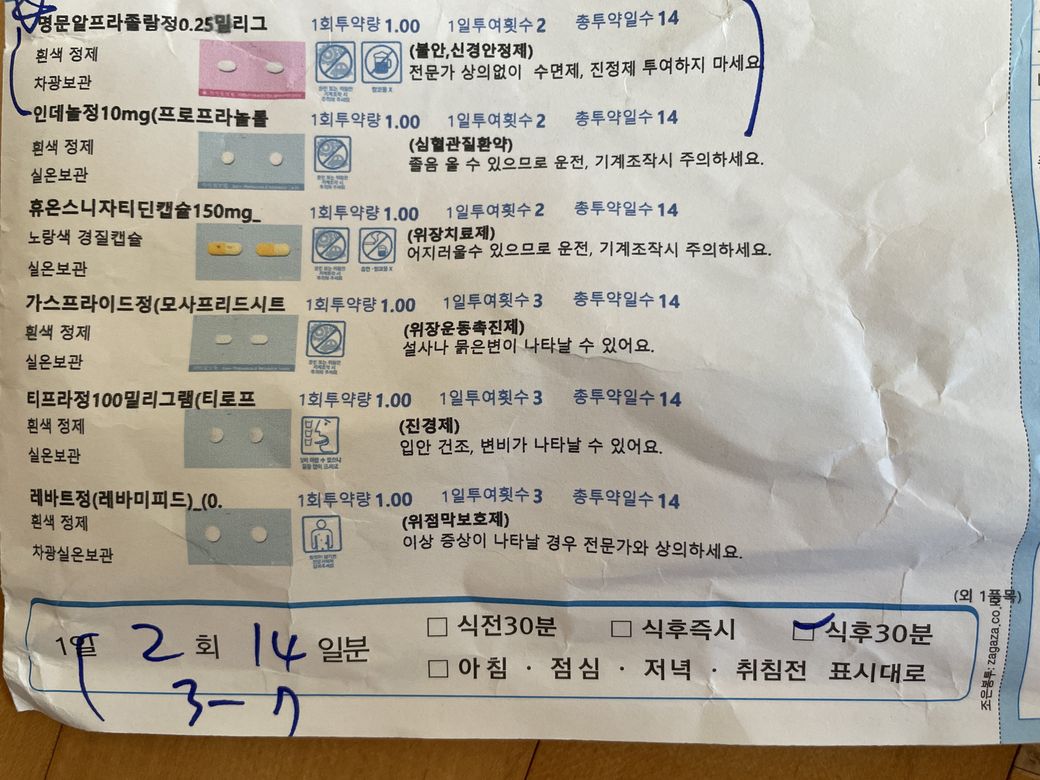 명문알프라졸람정0.25밀리그 1회투약량 1.00 1일투여횟수 2 총투약일수 14
흰색 정제 (불안,신경안정제)
차광보관 전문가 상의없이 수면제, 진정제 투여하지 마세요.
인데놀정10mg(프로프라놀롤 1회투약량 1.00 1일투여횟수 2 총투약일수 14
흰색 정제 (심혈관질환약)
실온보관 졸음 올 수 있으므로 운전, 기계조작시 주의하세요.
휴온스니자티딘캡슐150mg_ 1회투약량 1.00 1일투여횟수 2 총투약일수 14
노랑색 경질캡슐 (위장치료제)
실온보관 어지러울수 있으므로 운전, 기계조작시 주의하세요.
가스프라이드정(모사프리드시트 1회투약량 1.00 1일투여횟수 3 총투약일수 14
흰색 정제 (위장운동촉진제)
실온보관 설사나 묽은변이 나타날 수 있어요.
티프라정100밀리그램(티로프 1회투약량 1.00 1일투여횟수 3 총투약일수 14
흰색 정제 (진경제)
실온보관 입안 건조, 변비가 나타날 수 있어요.
레바트정(레바미피드)_(0. 1회투약량 1.00 1일투여횟수 3 총투약일수 14
흰색 정제 (위점막보호제)
차광실온보관 이상 증상이 나타날 경우 전문가와 상의하세요.
(외 1품목)
1일 2 회 14 일분 □ 식전30분 □ 식후즉시 □ 식후30분
3-7 □ 아침 · 점심 · 저녁 · 취침전 표시대로
조은봉투: zagaza.co.